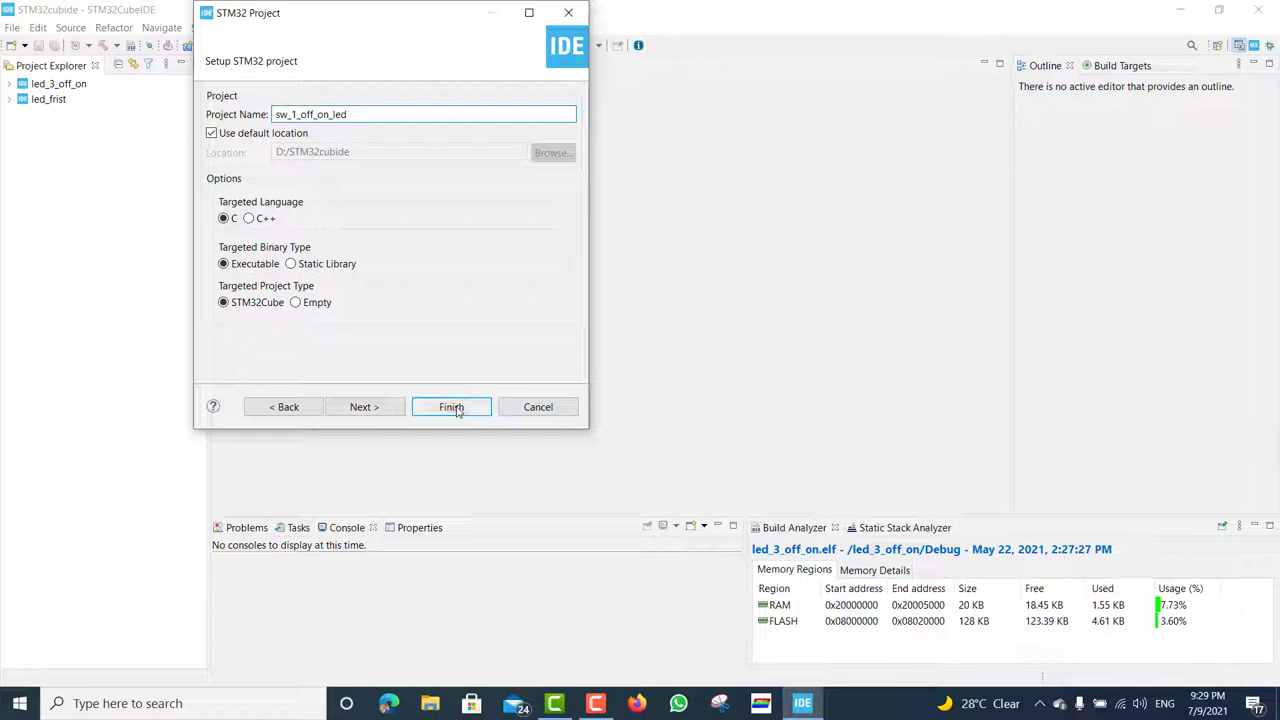 STM32cubide - STM32CubeIDE
File Edit Source Refactor Navigate
Project Explorer
led_3_off_on
led_frist
IDE STM32 Project
Setup STM32 project
IDE
Project
Project Name: sw_1_off_on_led
Use default location
Location: D:/STM32cubide Browse...
Options
Targeted Language
C C++
Targeted Binary Type
Executable Static Library
Targeted Project Type
STM32Cube Empty
? < Back Next > Finish Cancel
Outline Build Targets
There is no active editor that provides an outline.
Problems Tasks Console Properties
No consoles to display at this time.
Build Analyzer Static Stack Analyzer
led_3_off_on.elf - /led_3_off_on/Debug - May 22, 2021, 2:27:27 PM
Memory Regions Memory Details
Region Start address End address Size Free Used Usage (%)
RAM 0x20000000 0x20005000 20 KB 18.45 KB 1.55 KB 7.73%
FLASH 0x08000000 0x08020000 128 KB 123.39 KB 4.61 KB 3.60%
Type here to search
24
IDE
28°C Clear
9:29 PM
7/9/2021
17